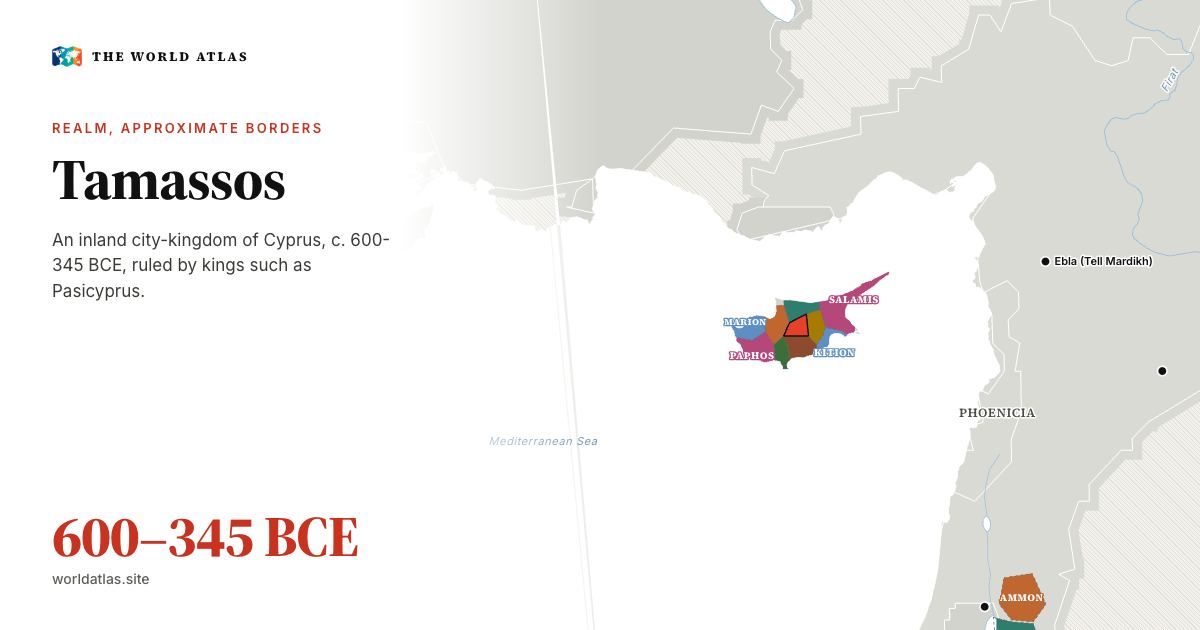 THE WORLD ATLAS
REALM, APPROXIMATE BORDERS
Tamassos
An inland city-kingdom of Cyprus, c. 600-
345 BCE, ruled by kings such as
Pasicyprus.
600–345 BCE
worldatlas.site
Fırat
Ebla (Tell Mardikh)
SALAMIS
MARION
PAPHOS
KITION
PHOENICIA
Mediterranean Sea
AMMON